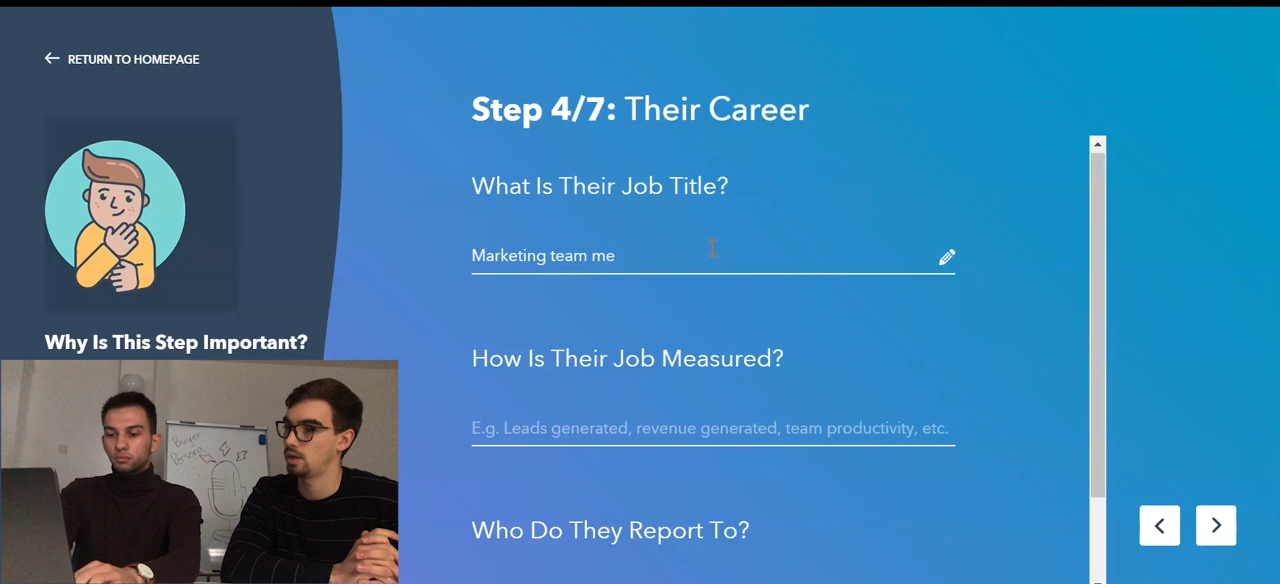 RETURN TO HOMEPAGE
Step 4/7: Their Career
What Is Their Job Title?
Marketing team me
Why Is This Step Important?
How Is Their Job Measured?
E.g. Leads generated, revenue generated, team productivity, etc.
Who Do They Report To?
Buyer
Persona